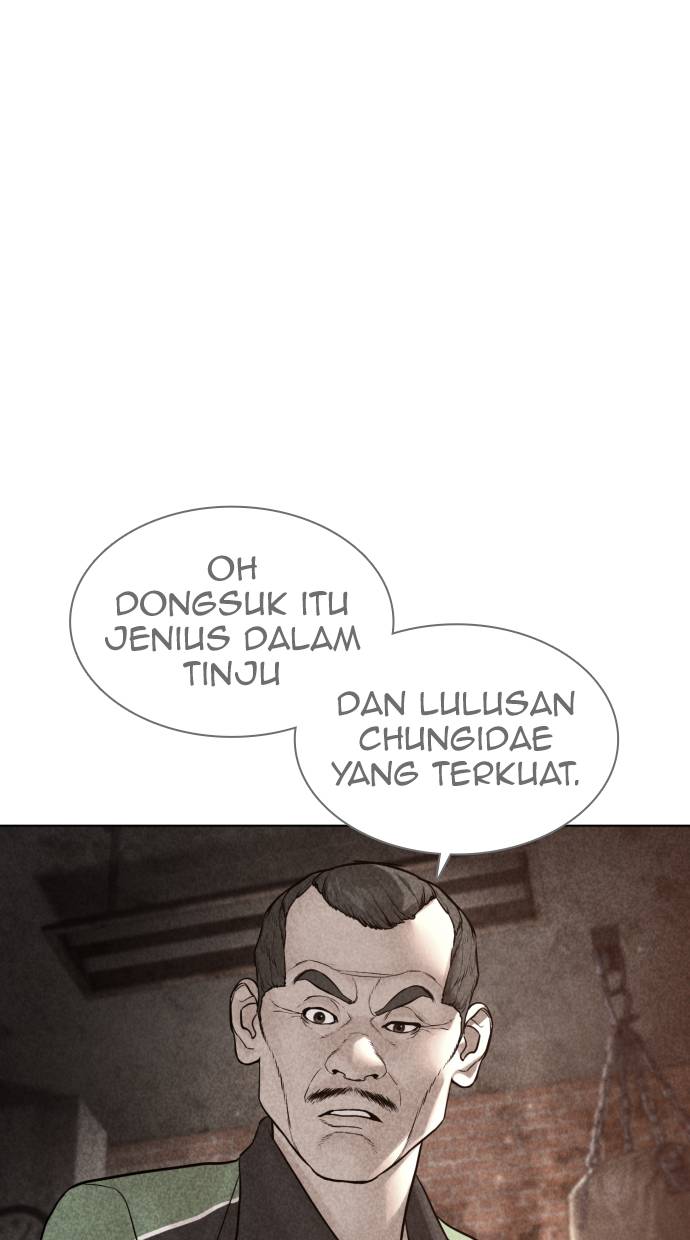 OH
DONGSUK ITU
JENIUS DALAM
TINJU
DAN LULUSAN
CHUNGIDAE
YANG TERKUAT.